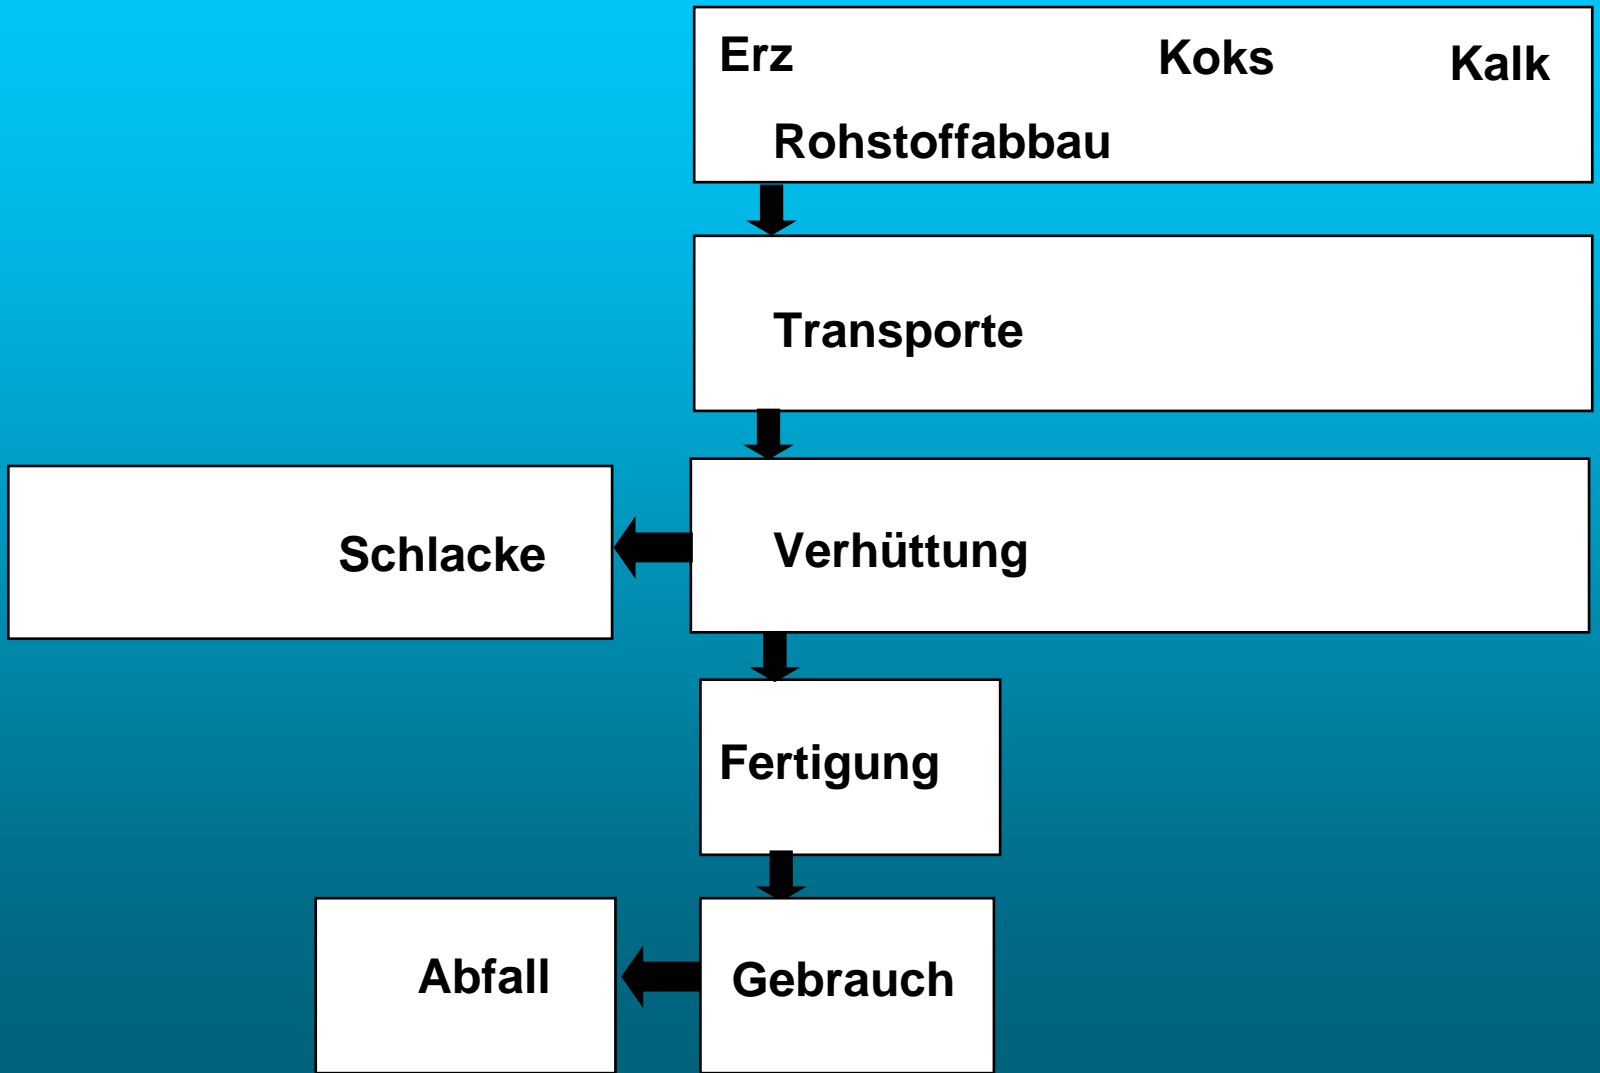 Erz Koks Kalk
Rohstoffabbau
Transporte
Schlacke
Verhüttung
Fertigung
Abfall
Gebrauch